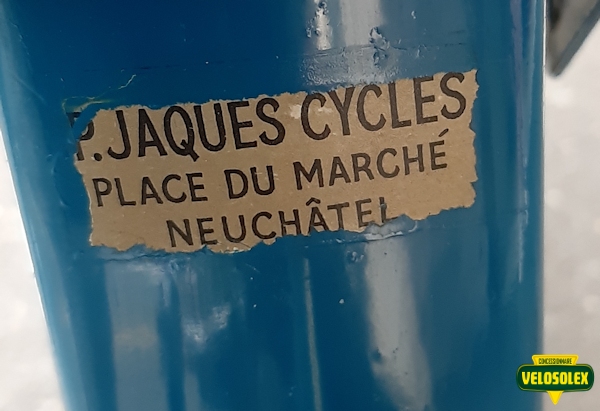 P. JAQUES CYCLES
PLACE DU MARCHÉ
NEUCHÂTEL
CONCESSIONNAIRE
VELOSOLEX